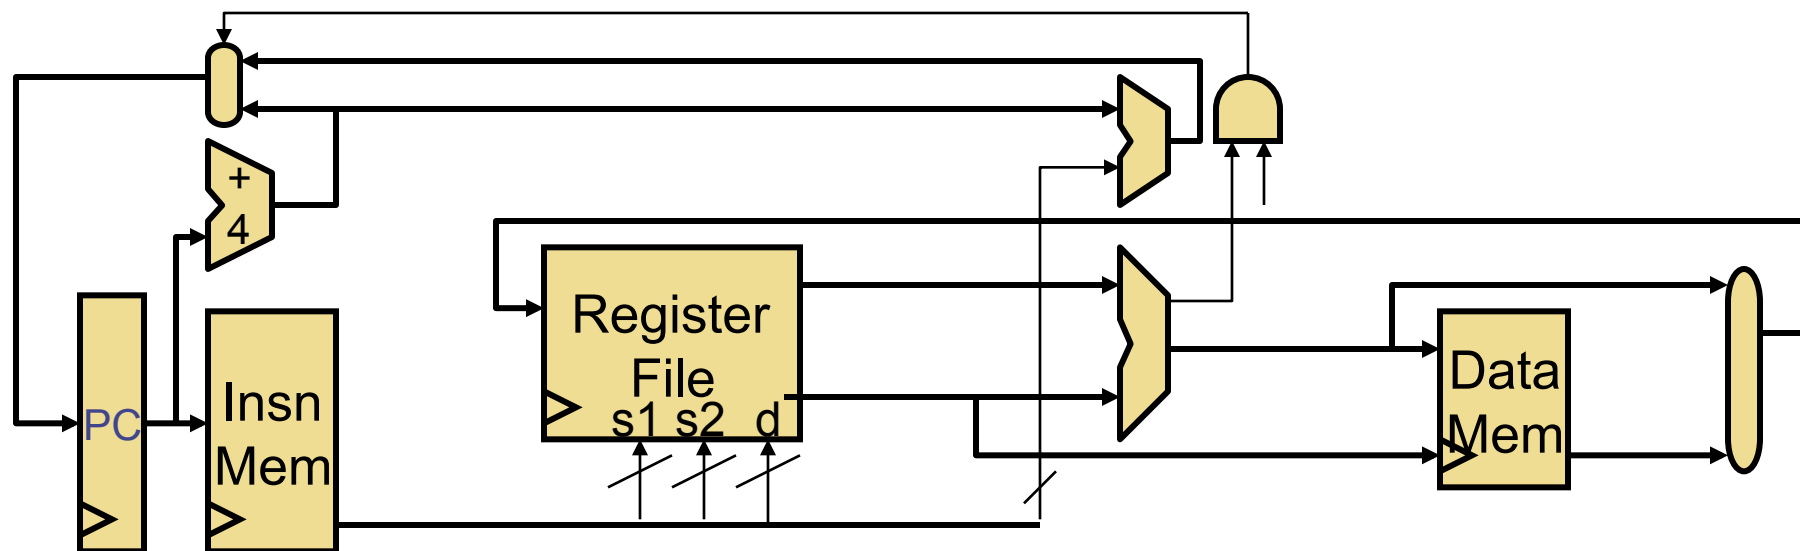 +
4
PC
Insn
Mem
Register
File
s1 s2 d
Data
Mem